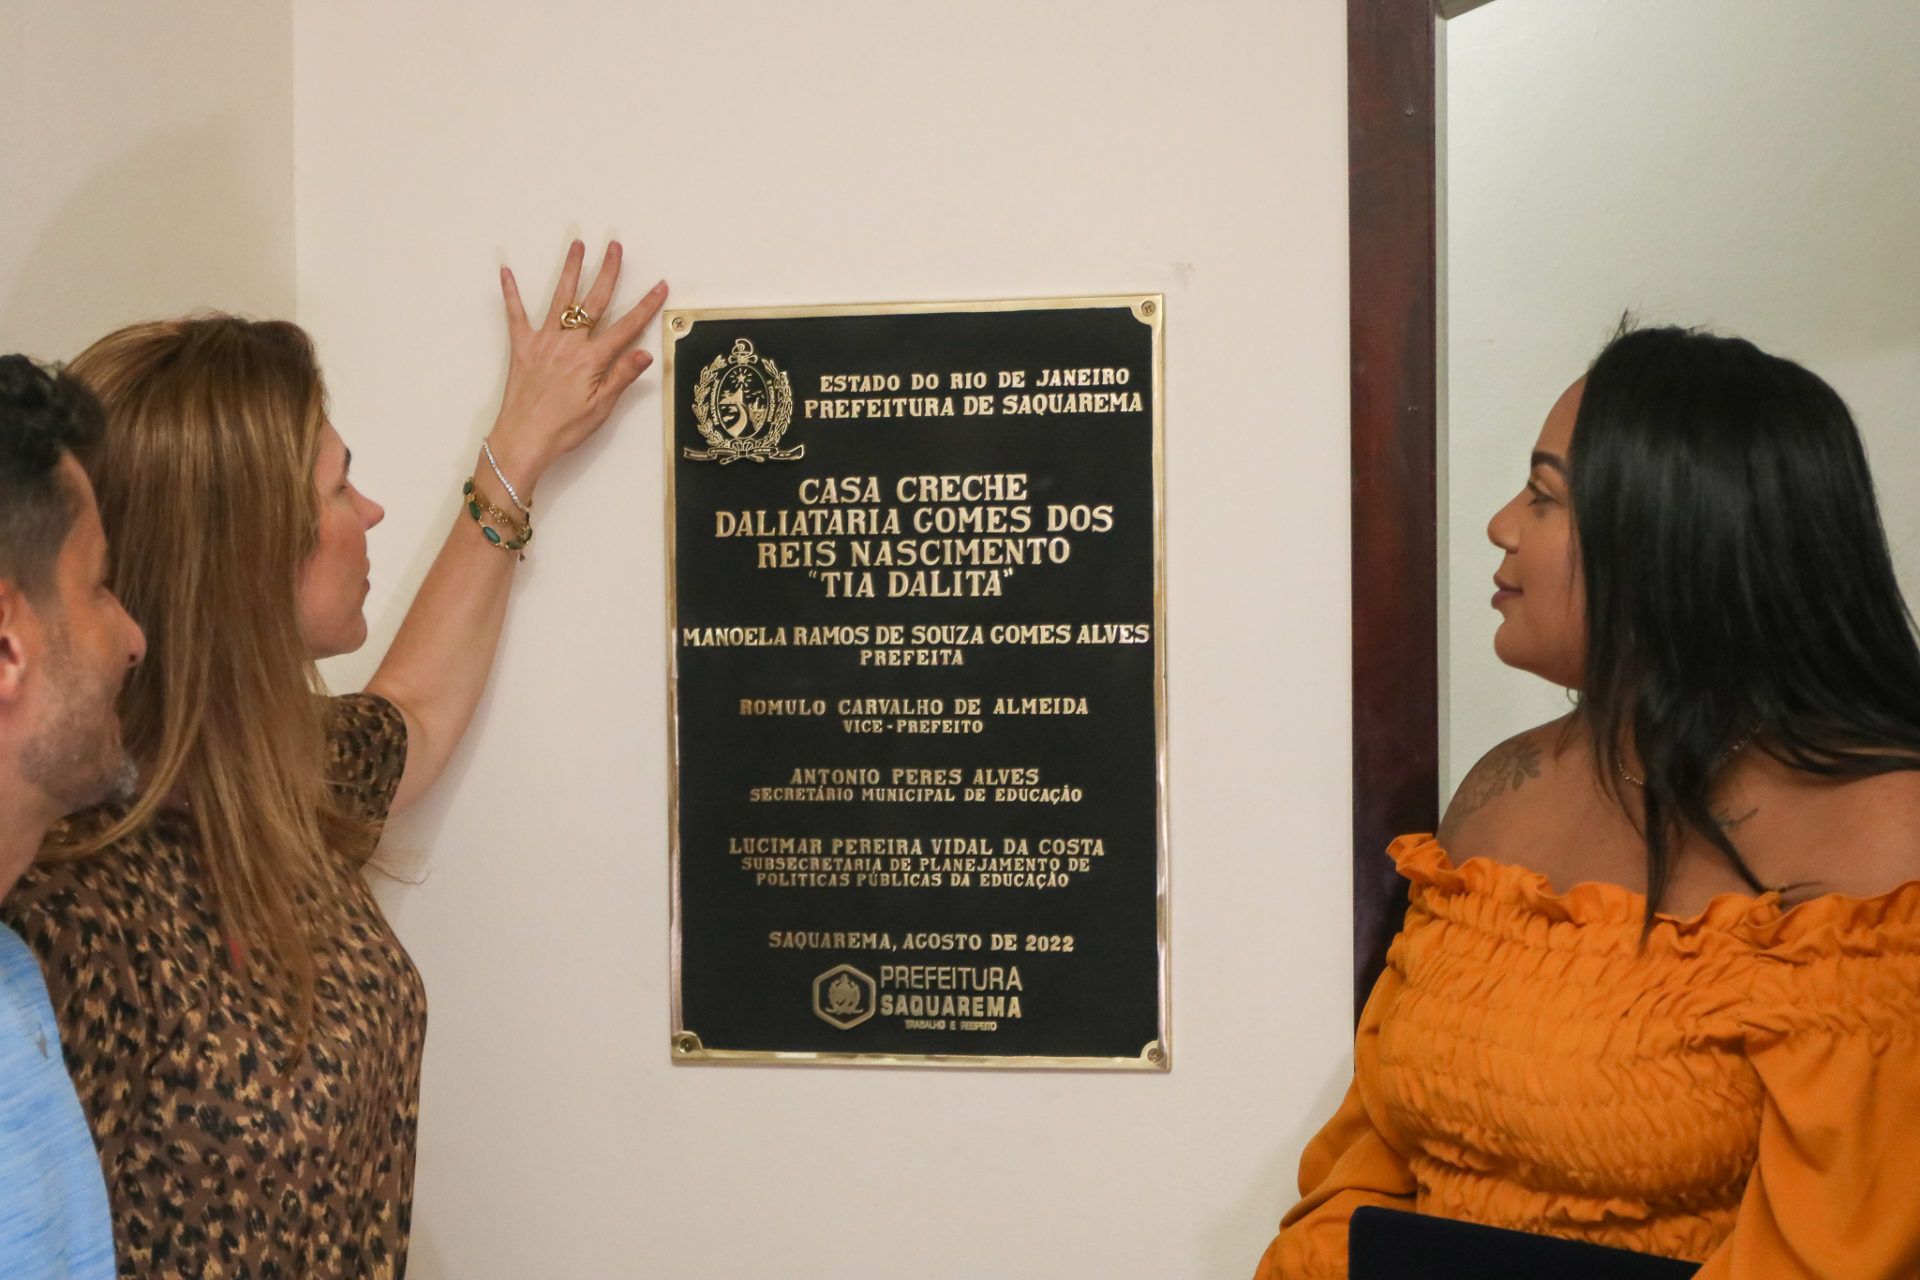 ESTADO DO RIO DE JANEIRO
PREFEITURA DE SAQUAREMA
CASA CRECHE
DALIATARIA GOMES DOS
REIS NASCIMENTO
"TIA DALITA"
MANOELA RAMOS DE SOUZA GOMES ALVES
PREFEITA
ROMULO CARVALHO DE ALMEIDA
VICE-PREFEITO
ANTONIO PERES ALVES
SECRETÁRIO MUNICIPAL DE EDUCAÇÃO
LUCIMAR PEREIRA VIDAL DA COSTA
SUBSECRETARIA DE PLANEJAMENTO DE
POLITICAS PÚBLICAS DA EDUCAÇÃO
SAQUAREMA, AGOSTO DE 2022
PREFEITURA
SAQUAREMA
TRABALHO E RESPEITO